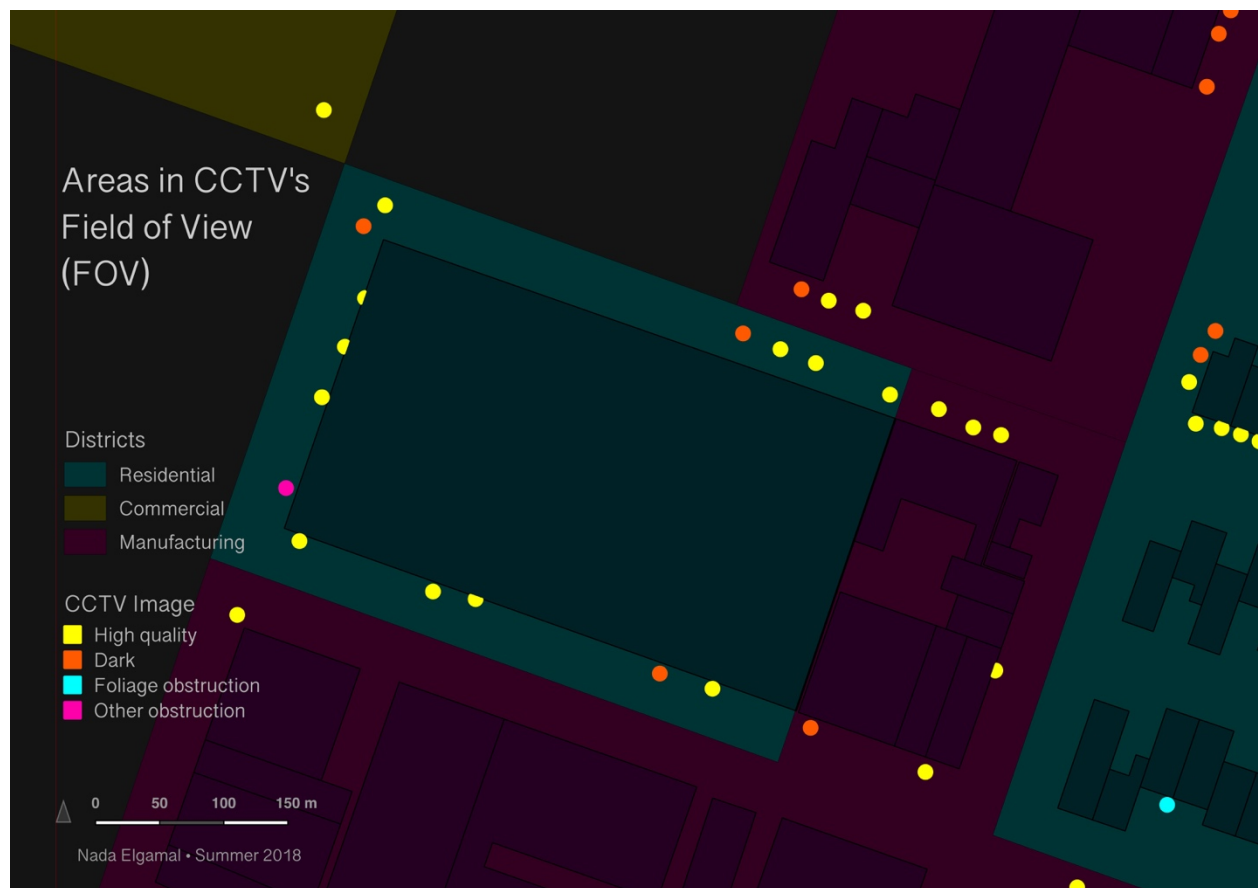 Areas in CCTV's
Field of View
(FOV)
Districts
Residential
Commercial
Manufacturing
CCTV Image
High quality
Dark
Foliage obstruction
Other obstruction
0 50 100 150 m
Nada Elgamal • Summer 2018